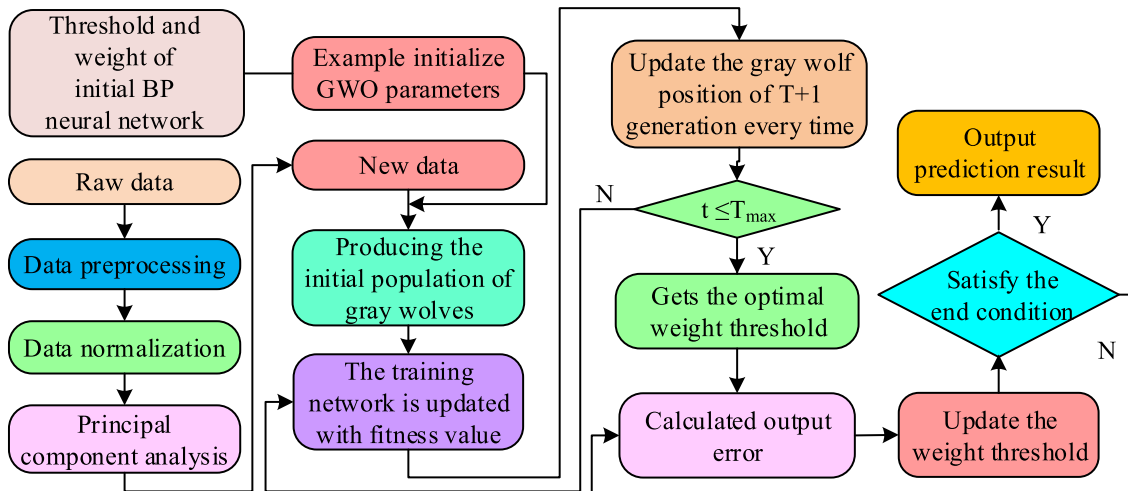 Threshold and
weight of
initial BP
neural network
Example initialize
GWO parameters
Raw data
Data preprocessing
Data normalization
Principal
component analysis
New data
Producing the
initial population of
gray wolves
The training
network is updated
with fitness value
Update the gray wolf
position of T+1
generation every time
N
t ≤Tmax
Y
Gets the optimal
weight threshold
Calculated output
error
Update the
weight threshold
Satisfy the
end condition
N
Y
Output
prediction result